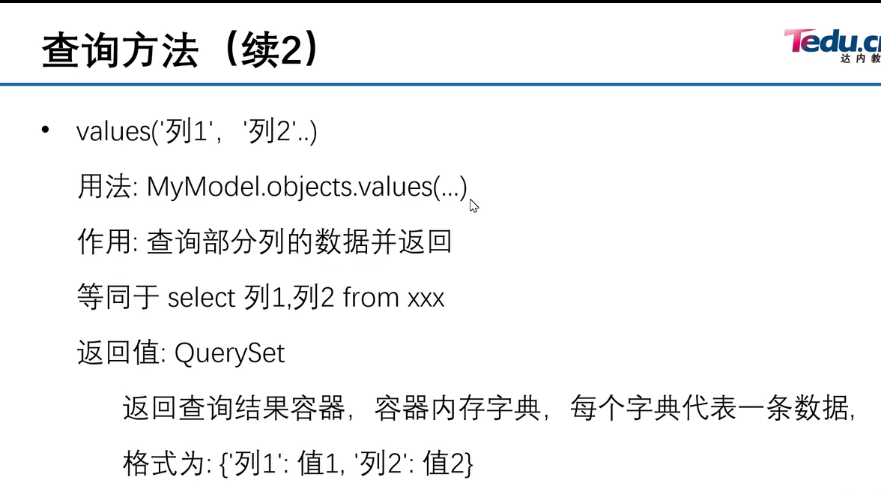 查询方法（续2）
Tedu.cn
达内教
• values('列1'，'列2'..)
用法: MyModel.objects.values(...)
作用: 查询部分列的数据并返回
等同于 select 列1,列2 from xxx
返回值: QuerySet
返回查询结果容器，容器内存字典，每个字典代表一条数据,
格式为: {'列1': 值1, '列2': 值2}